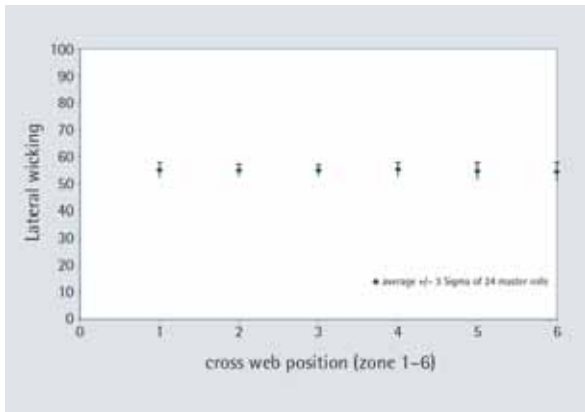 100
90
80
70
60
50
40
30
20
10
0
Lateral wicking
average +/- 3 Sigma of 24 master rolls
0 1 2 3 4 5 6
cross web position (zone 1–6)